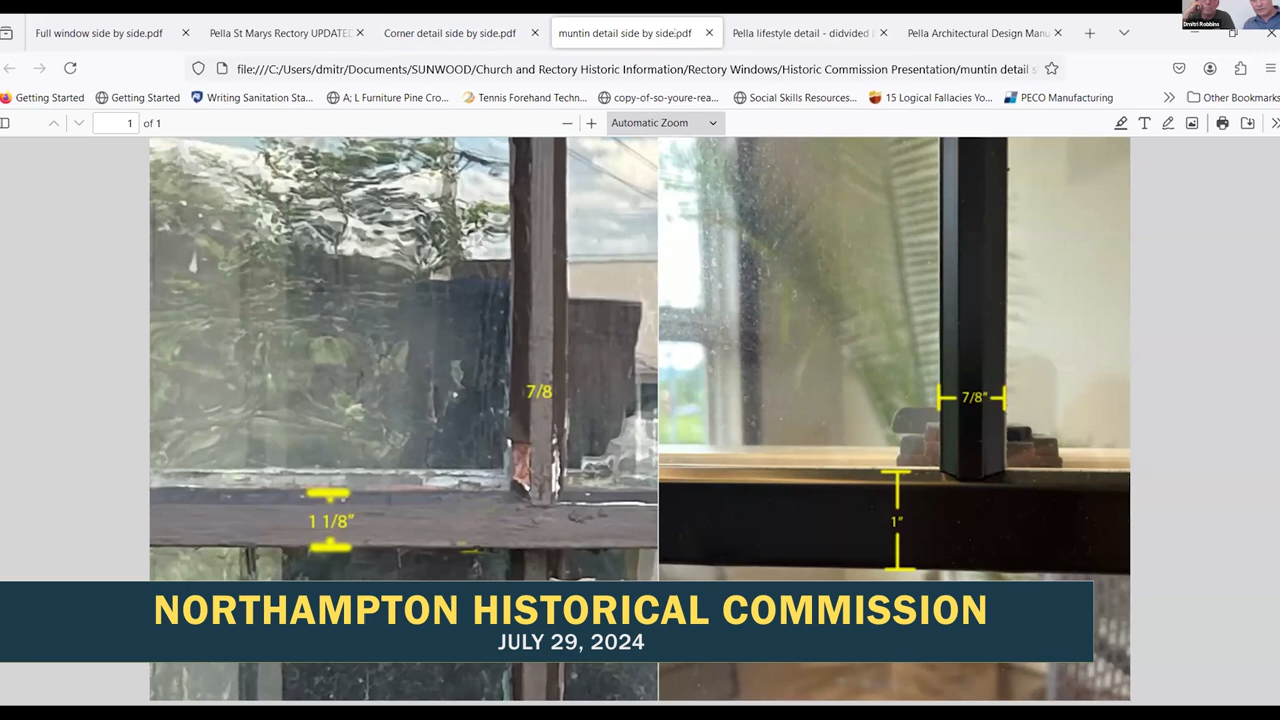 Dmitri Robbins
Full window side by side.pdf
Pella St Marys Rectory UPDATED
Corner detail side by side.pdf
muntin detail side by side.pdf
Pella lifestyle detail - didvided l
Pella Architectural Design Manu
file:///C:/Users/dmitr/Documents/SUNWOOD/Church and Rectory Historic Information/Rectory Windows/Historic Commission Presentation/muntin detail s
Getting Started
Getting Started
Writing Sanitation Sta...
A; L Furniture Pine Cro...
Tennis Forehand Techn...
copy-of-so-youre-rea...
Social Skills Resources...
15 Logical Fallacies Yo...
PECO Manufacturing
Other Bookmarks
1 of 1
Automatic Zoom
7/8
7/8"
1 1/8"
1"
NORTHAMPTON HISTORICAL COMMISSION
JULY 29, 2024